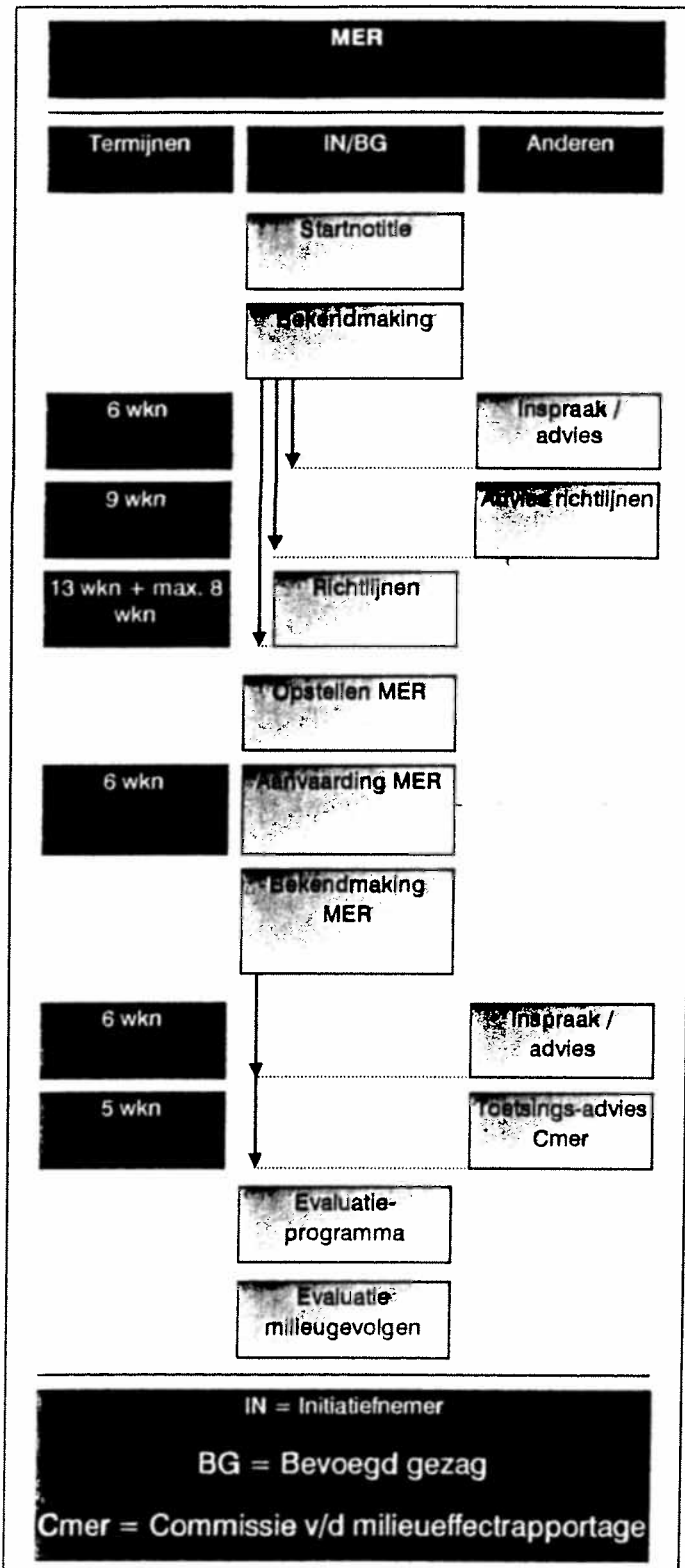 MER
Termijnen
IN/BG
Anderen
Startnotitie
Bekendmaking
6 wkn
Inspraak /
advies
9 wkn
Advies richtlijnen
13 wkn + max. 8
wkn
Richtlijnen
Opstellen MER
6 wkn
Aanvaarding MER
Bekendmaking
MER
6 wkn
Inspraak /
advies
5 wkn
Toetsings-advies
Cmer
Evaluatie-
programma
Evaluatie
milieugevolgen
IN = Initiatiefnemer
BG = Bevoegd gezag
Cmer = Commissie v/d milieueffectrapportage